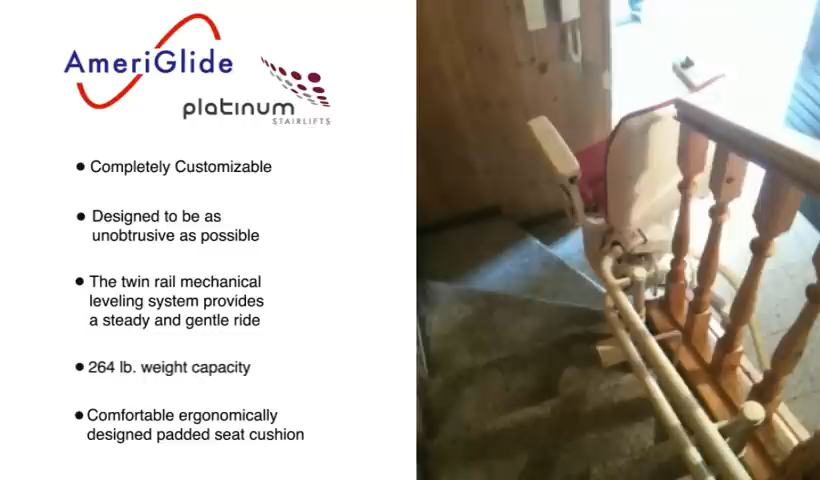 AmeriGlide
platinum
STAIRLIFTS
• Completely Customizable
• Designed to be as
unobtrusive as possible
• The twin rail mechanical
leveling system provides
a steady and gentle ride
• 264 lb. weight capacity
• Comfortable ergonomically
designed padded seat cushion